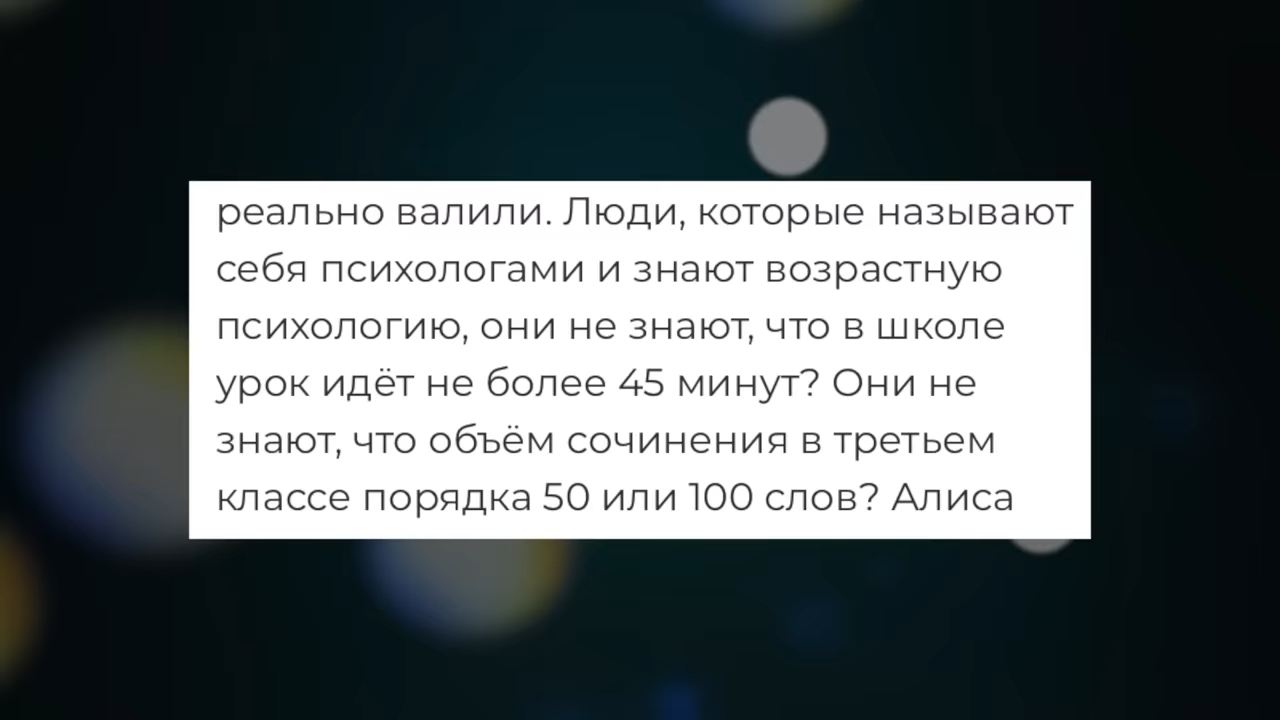 реально валили. Люди, которые называют
себя психологами и знают возрастную
психологию, они не знают, что в школе
урок идёт не более 45 минут? Они не
знают, что объём сочинения в третьем
классе порядка 50 или 100 слов? Алиса